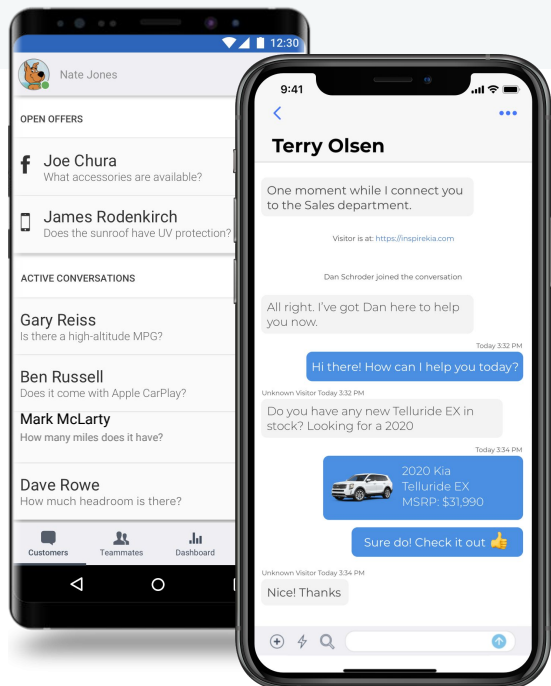 12:30
Nate Jones
OPEN OFFERS
f Joe Chura
What accessories are available?
James Rodenkirch
Does the sunroof have UV protection?
ACTIVE CONVERSATIONS
Gary Reiss
Is there a high-altitude MPG?
Ben Russell
Does it come with Apple CarPlay?
Mark McLarty
How many miles does it have?
Dave Rowe
How much headroom is there?
Customers
Teammates
Dashboard
9:41
Terry Olsen
One moment while I connect you
to the Sales department.
Visitor is at: https://inspirekia.com
Dan Schroder joined the conversation
All right. I've got Dan here to help
you now.
Today 3:32 PM
Hi there! How can I help you today?
Unknown Visitor Today 3:32 PM
Do you have any new Telluride EX in
stock? Looking for a 2020
Today 3:34 PM
2020 Kia
Telluride EX
MSRP: $31,990
Sure do! Check it out 👍
Unknown Visitor Today 3:34 PM
Nice! Thanks